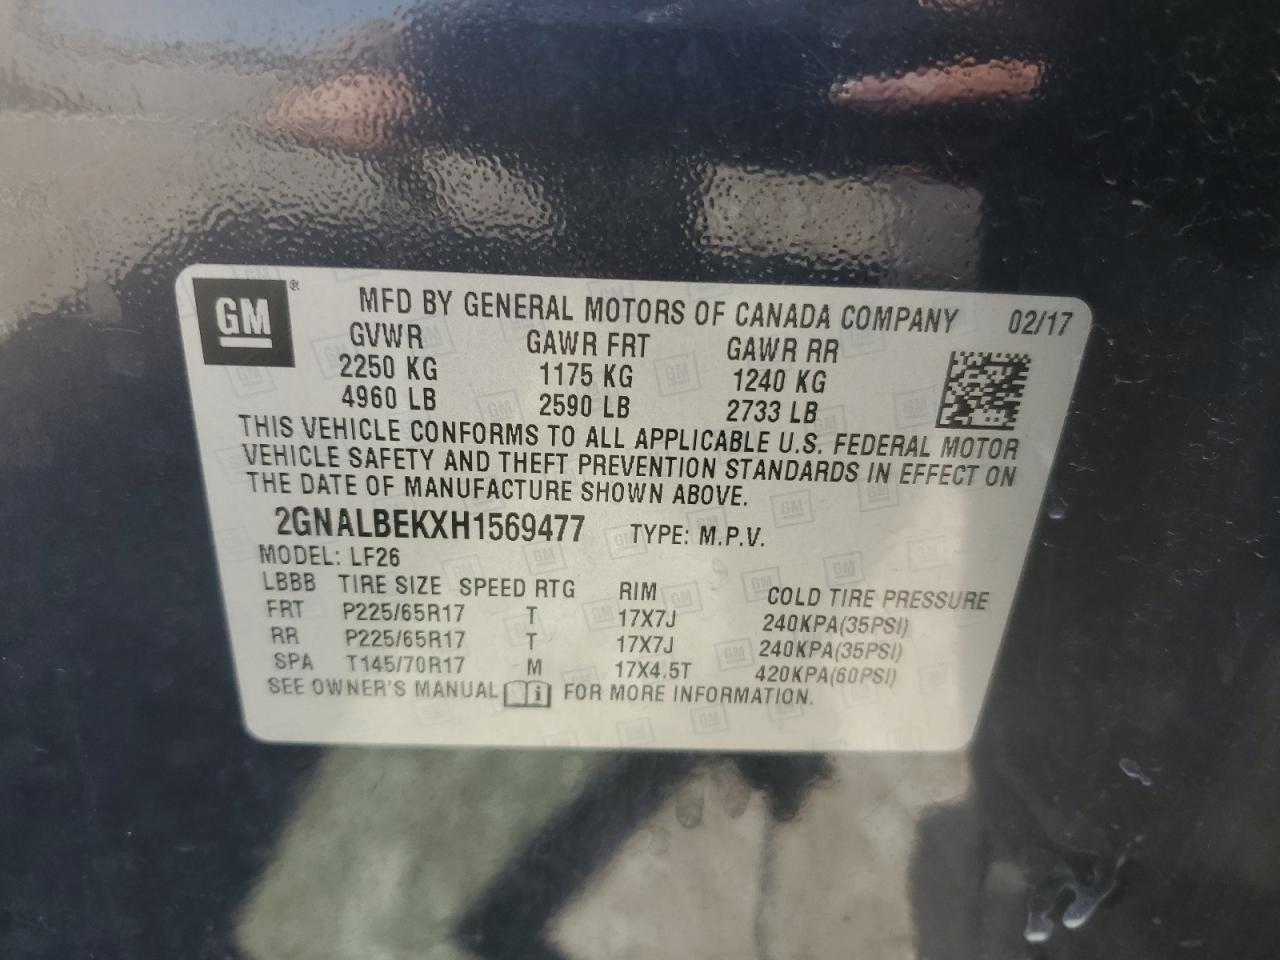 GM® MFD BY GENERAL MOTORS OF CANADA COMPANY 02/17
GVWR GAWR FRT GAWR RR
2250 KG 1175 KG 1240 KG
4960 LB 2590 LB 2733 LB
THIS VEHICLE CONFORMS TO ALL APPLICABLE U.S. FEDERAL MOTOR
VEHICLE SAFETY AND THEFT PREVENTION STANDARDS IN EFFECT ON
THE DATE OF MANUFACTURE SHOWN ABOVE.
2GNALBEKXH1569477 TYPE: M.P.V.
MODEL: LF26
LBBB TIRE SIZE SPEED RTG RIM COLD TIRE PRESSURE
FRT P225/65R17 T 17X7J 240KPA(35PSI)
RR P225/65R17 T 17X7J 240KPA(35PSI)
SPA T145/70R17 M 17X4.5T 420KPA(60PSI)
SEE OWNER'S MANUAL i FOR MORE INFORMATION.